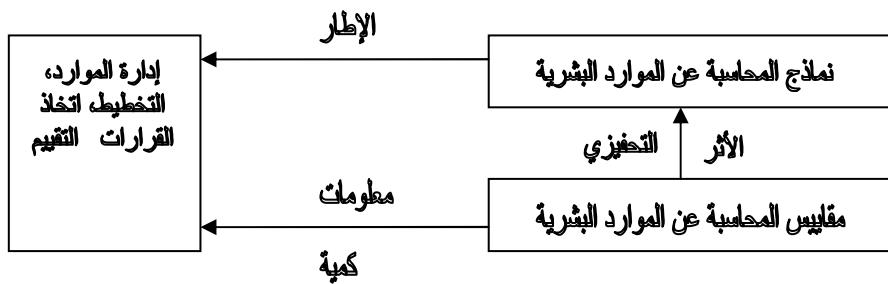 الإطار
نماذج المحاسبة عن الموارد البشرية
إدارة الموارد،
التخطيط، اتخاذ
القرارات التقييم
الأثر التحفيزي
معلومات
مقاييس المحاسبة عن الموارد البشرية
كمية